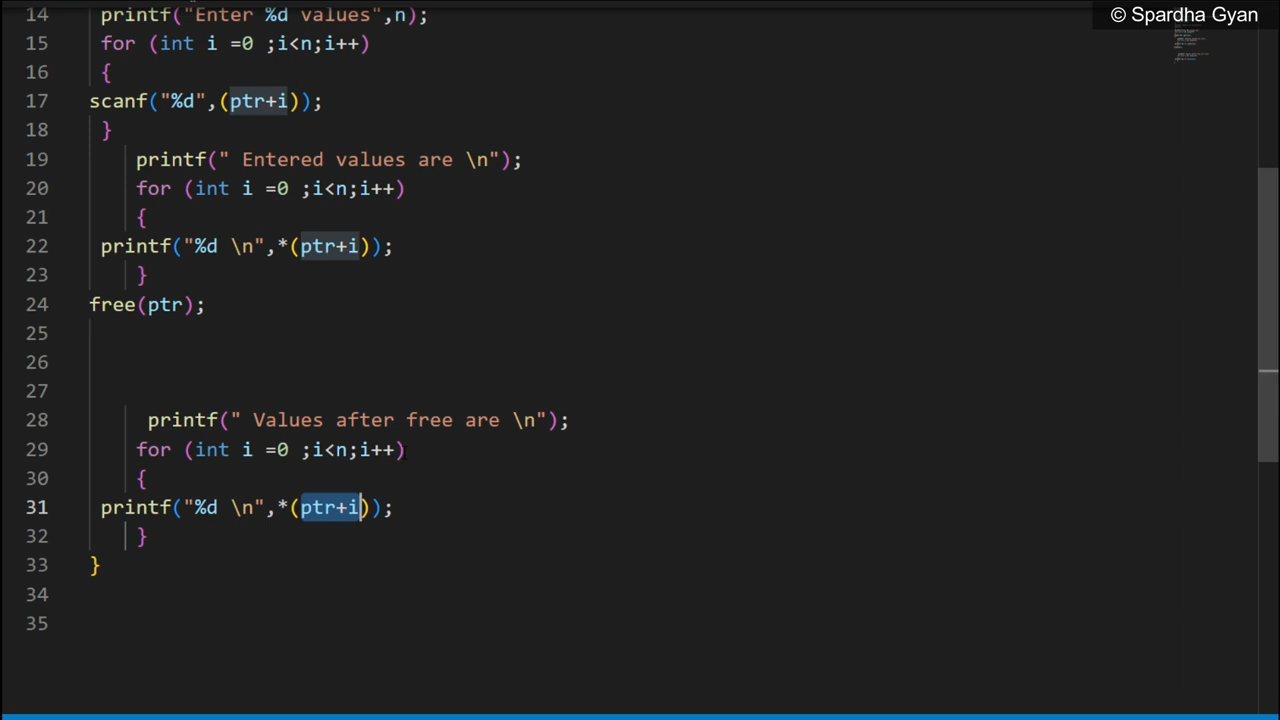 © Spardha Gyan
14 printf("Enter %d values",n);
15 for (int i =0 ;i<n;i++)
16 {
17 scanf("%d",(ptr+i));
18 }
19 printf(" Entered values are \n");
20 for (int i =0 ;i<n;i++)
21 {
22 printf("%d \n",*(ptr+i));
23 }
24 free(ptr);
25
26
27
28 printf(" Values after free are \n");
29 for (int i =0 ;i<n;i++)
30 {
31 printf("%d \n",*(ptr+i));
32 }
33 }
34
35